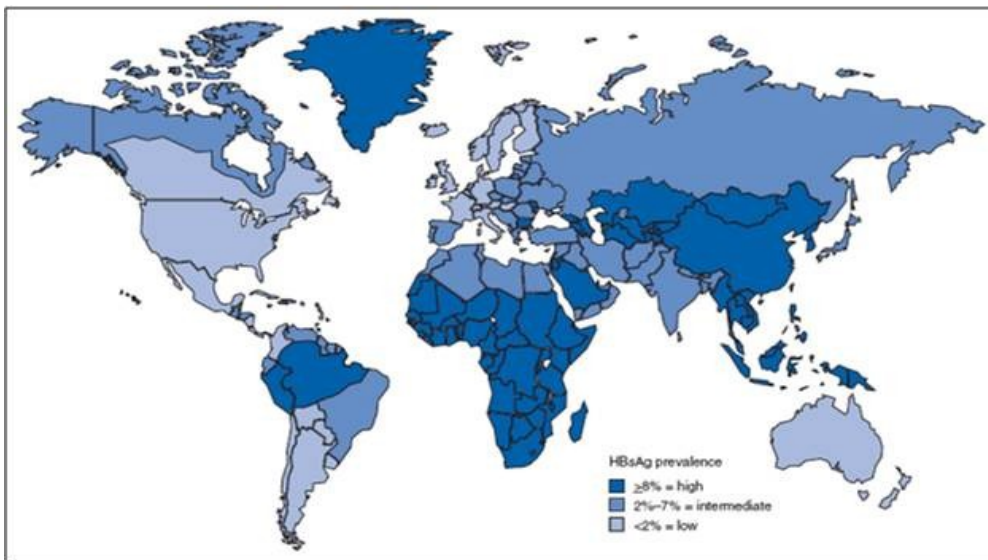 HBsAg prevalence
≥8% = high
2%–7% = intermediate
<2% = low